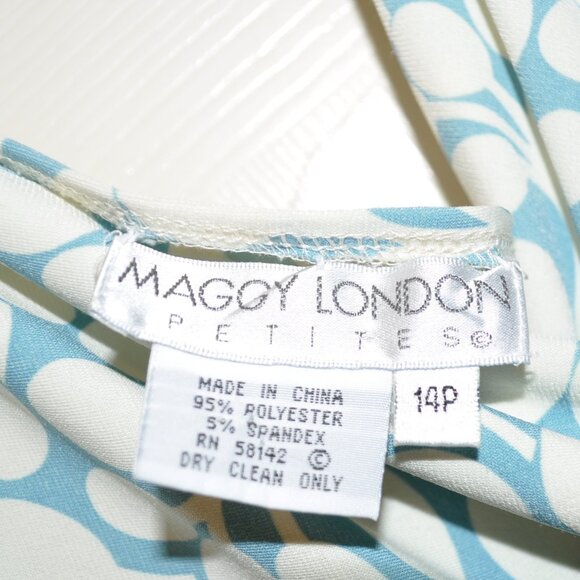 MAGGY LONDON
PETITES©
MADE IN CHINA
95% POLYESTER
5% SPANDEX
RN 58142 ©
DRY CLEAN ONLY
14P